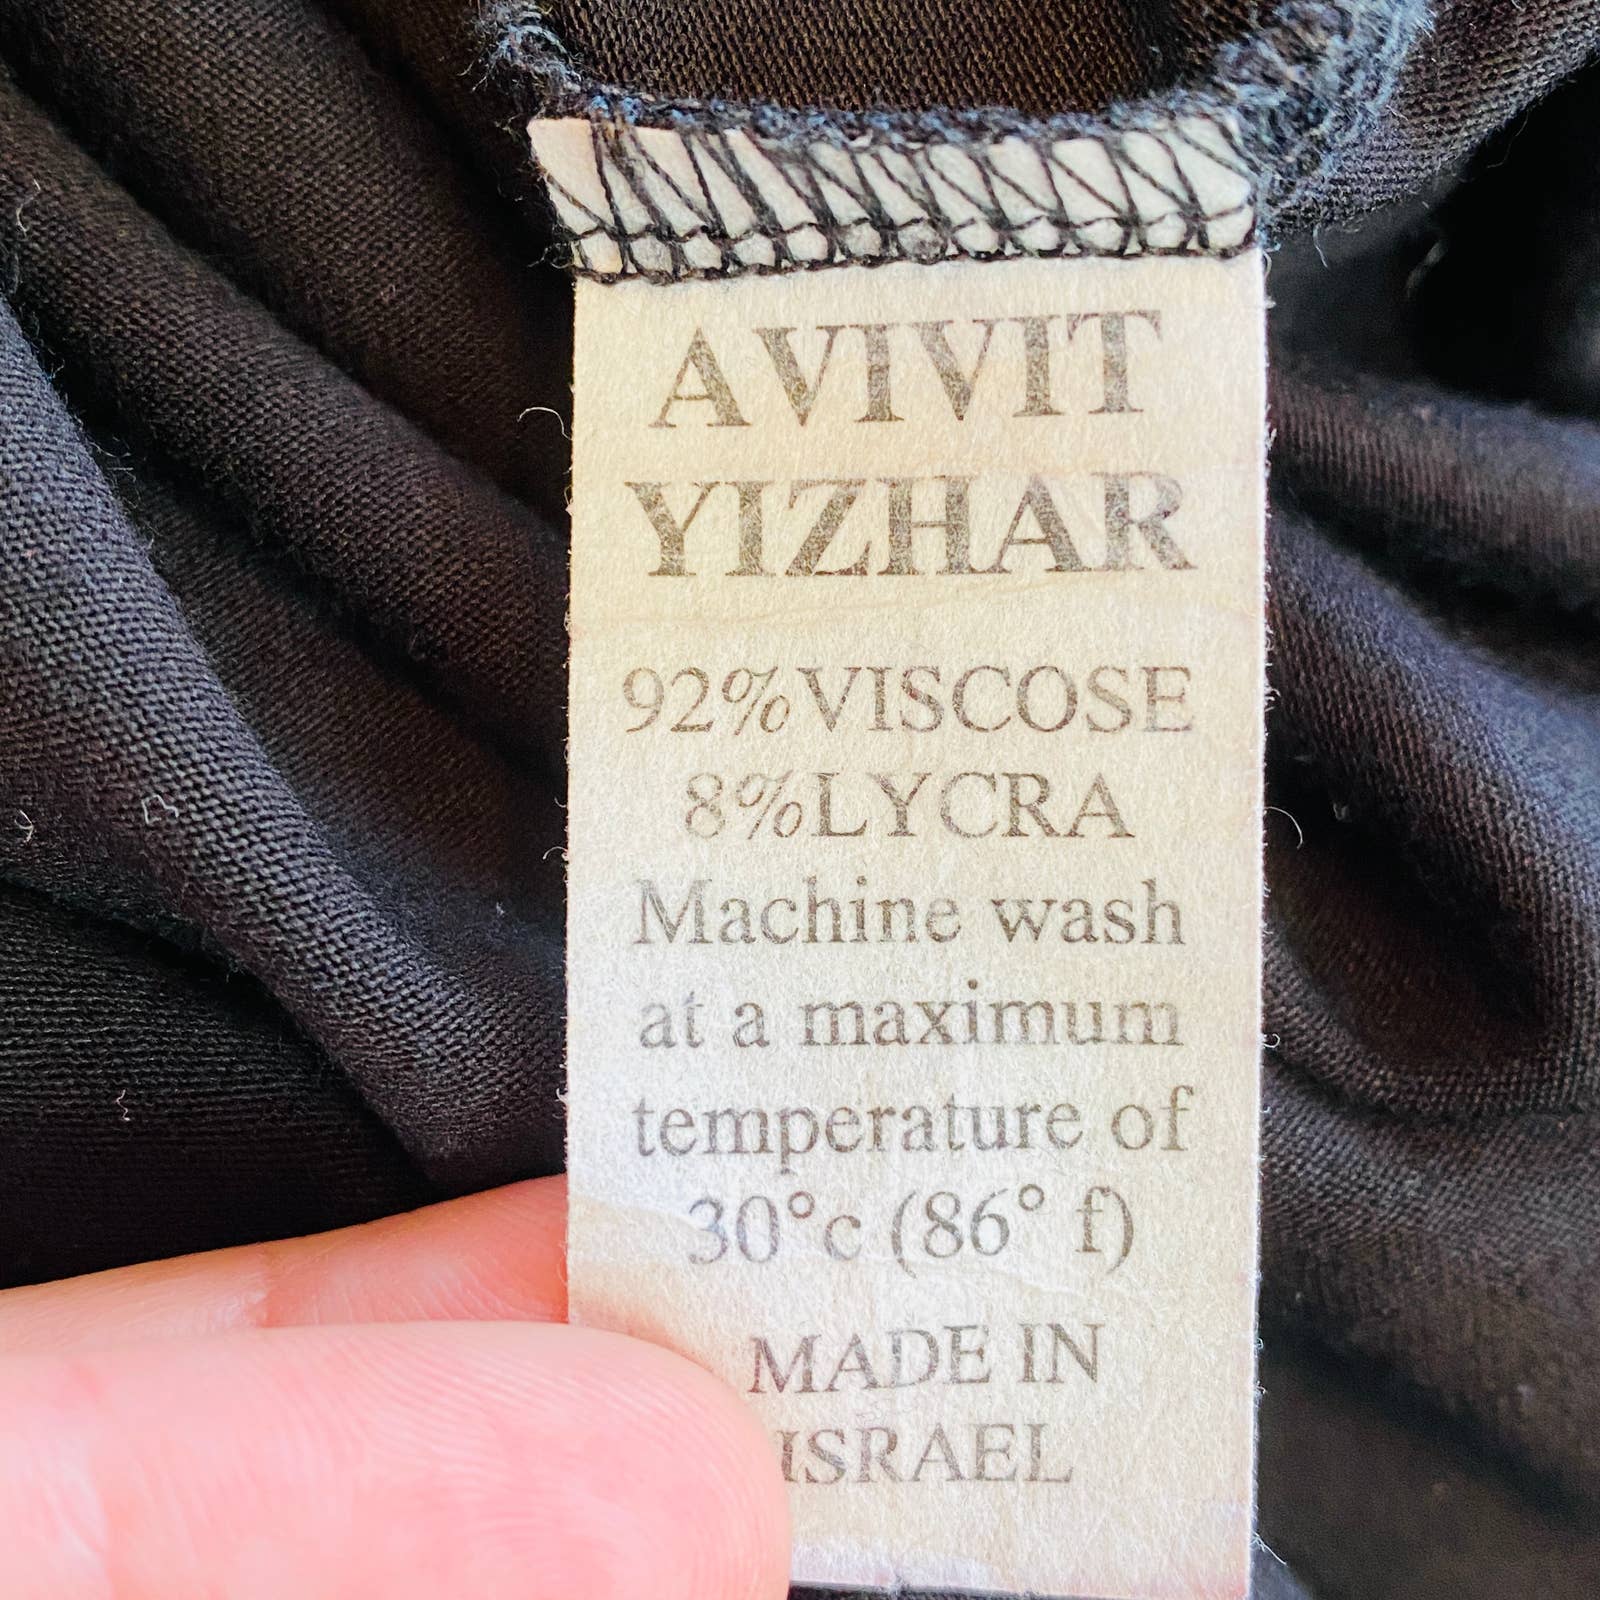 AVIVIT
YIZHAR
92%VISCOSE
8%LYCRA
Machine wash
at a maximum
temperature of
30°c (86° f)
MADE IN
ISRAEL